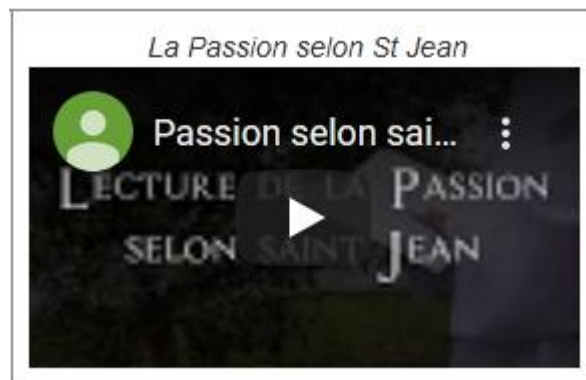 La Passion selon St Jean
Passion selon sai...
LECTURE DE LA PASSION
SELON SAINT JEAN